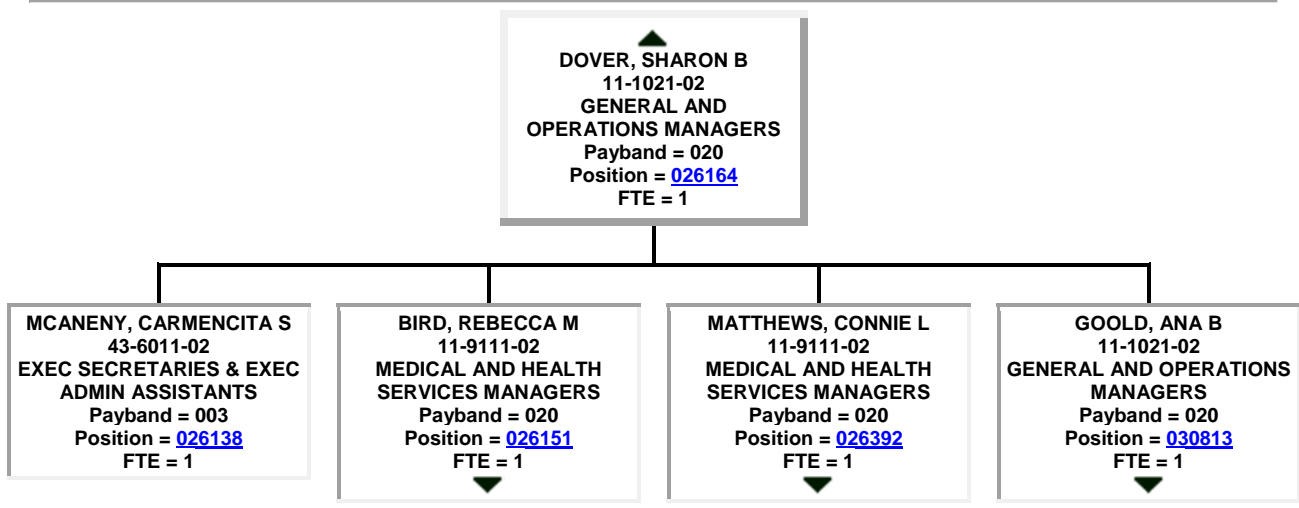 DOVER, SHARON B
11-1021-02
GENERAL AND
OPERATIONS MANAGERS
Payband = 020
Position = 026164
FTE = 1
MCANENY, CARMENCITA S
43-6011-02
EXEC SECRETARIES & EXEC
ADMIN ASSISTANTS
Payband = 003
Position = 026138
FTE = 1
BIRD, REBECCA M
11-9111-02
MEDICAL AND HEALTH
SERVICES MANAGERS
Payband = 020
Position = 026151
FTE = 1
MATTHEWS, CONNIE L
11-9111-02
MEDICAL AND HEALTH
SERVICES MANAGERS
Payband = 020
Position = 026392
FTE = 1
GOOLD, ANA B
11-1021-02
GENERAL AND OPERATIONS
MANAGERS
Payband = 020
Position = 030813
FTE = 1